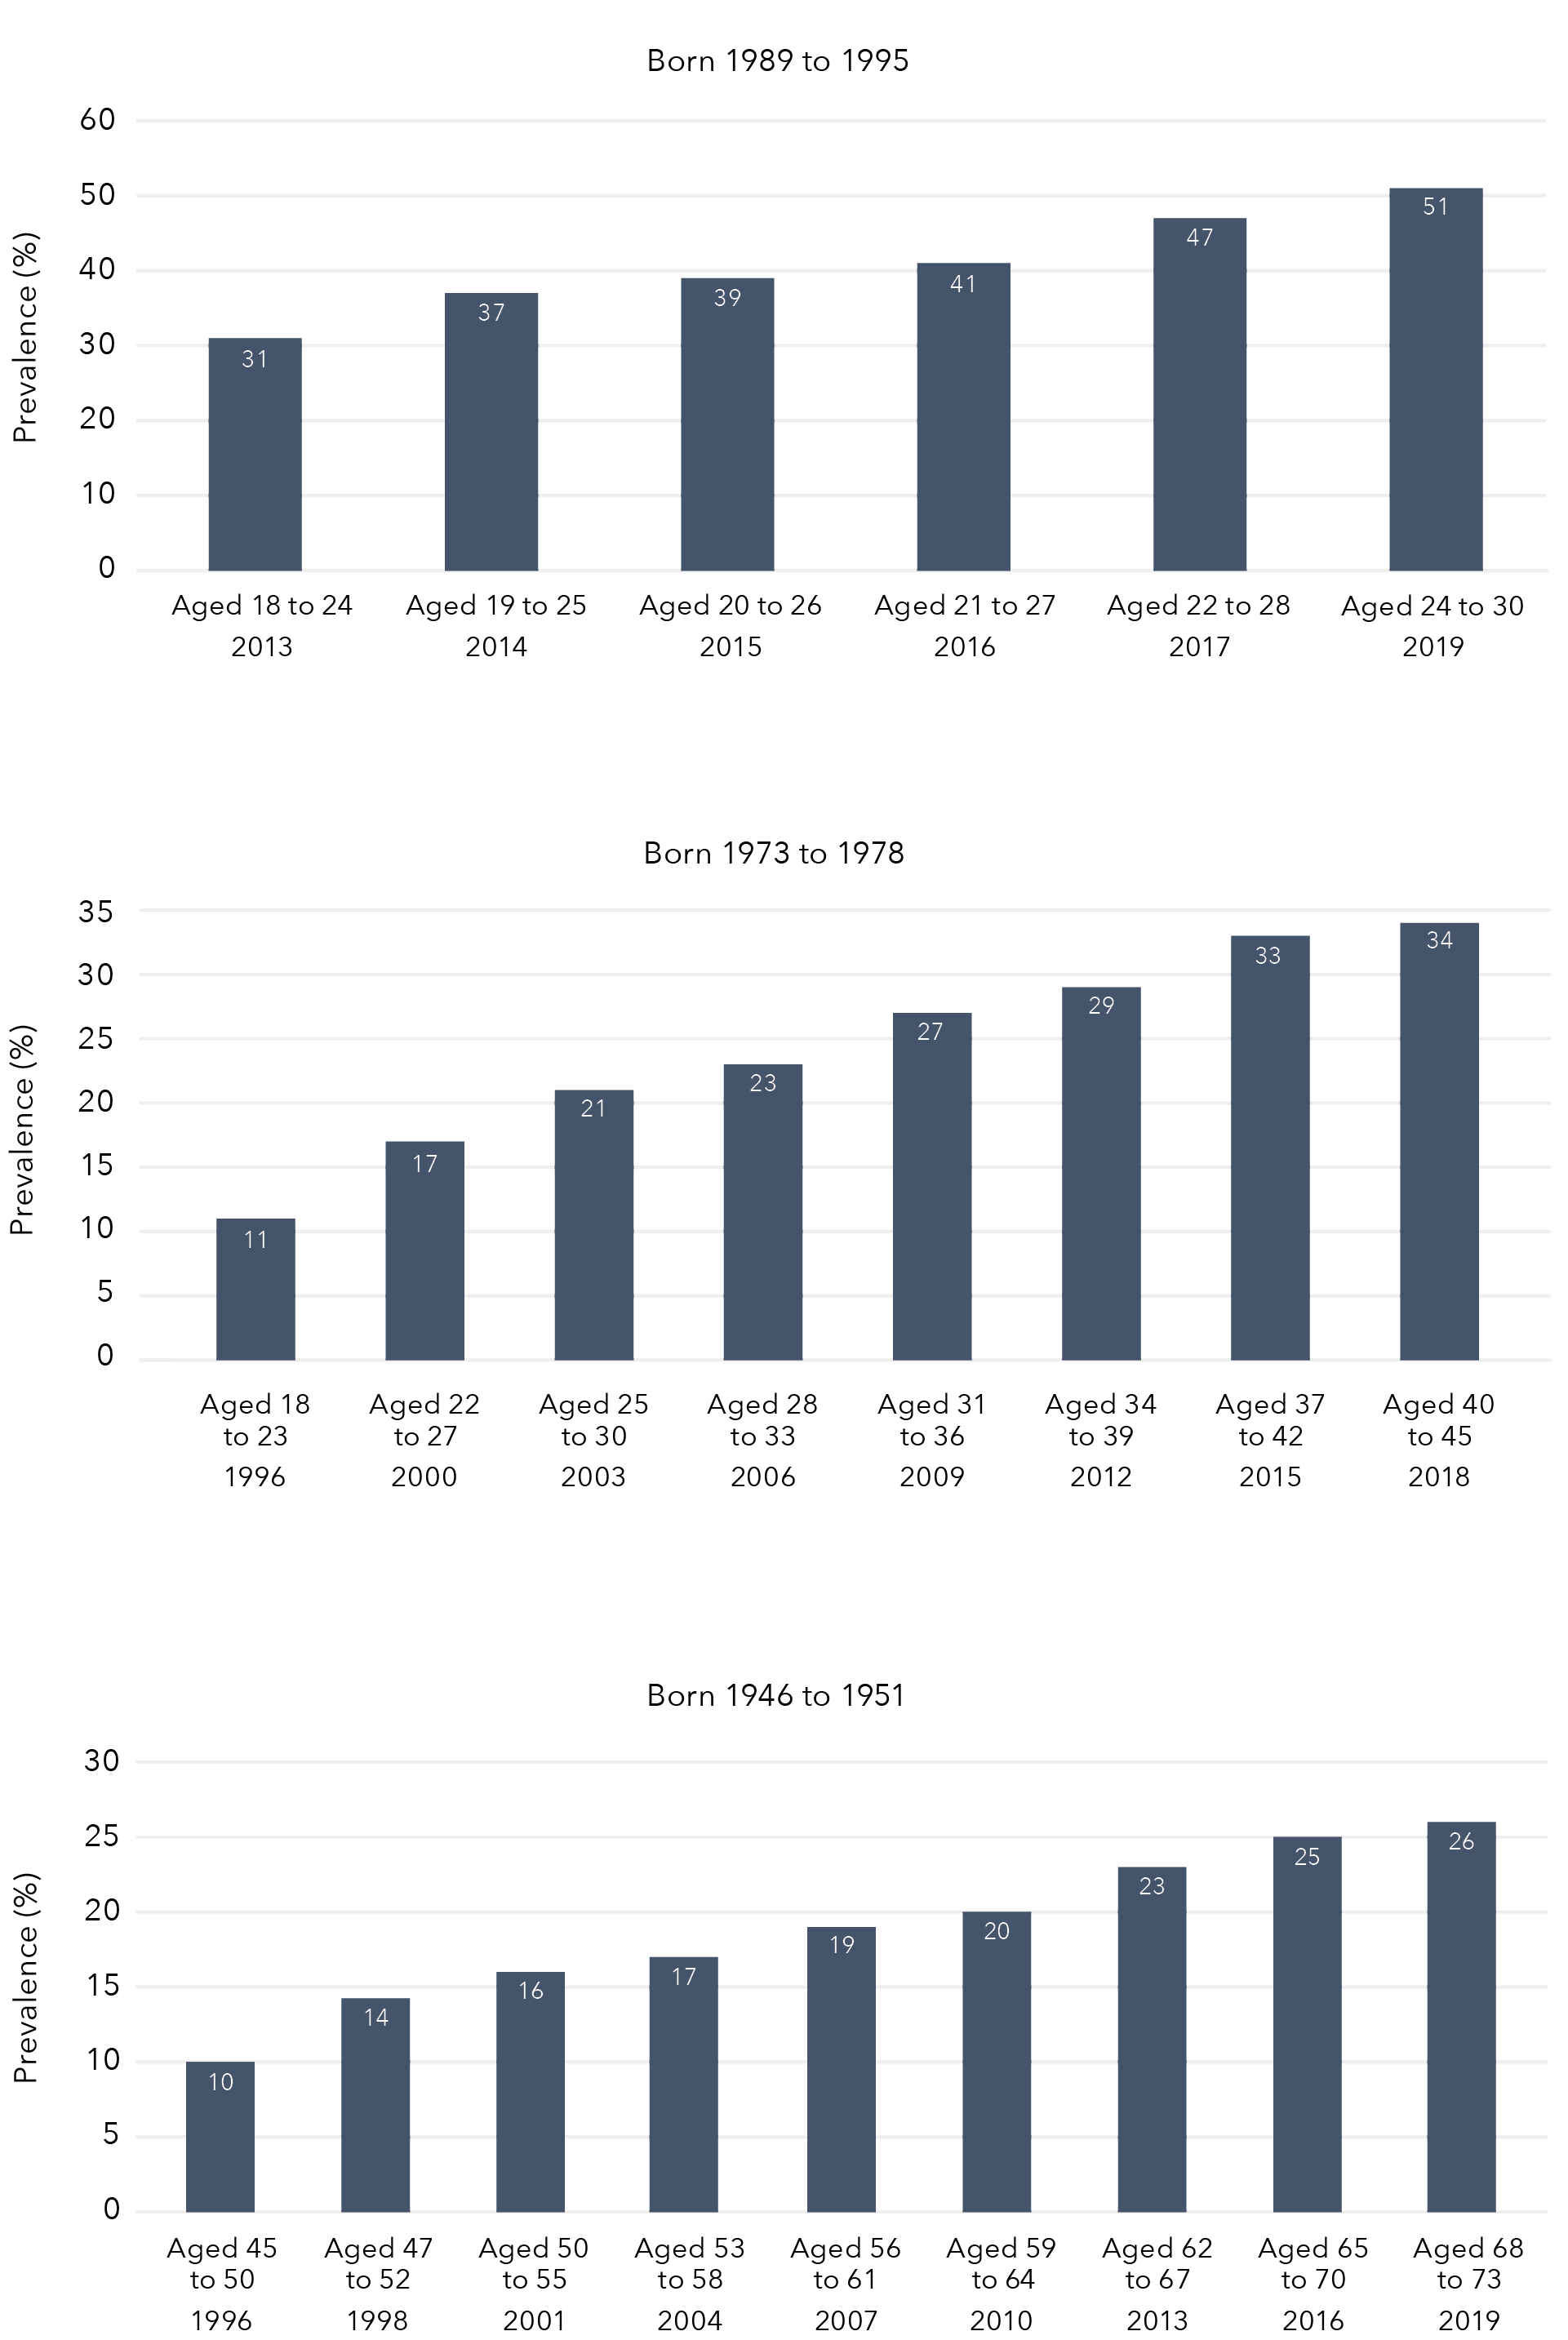 Born 1989 to 1995
Prevalence (%)
60
50
40
30
20
10
0
31
37
39
41
47
51
Aged 18 to 24
2013
Aged 19 to 25
2014
Aged 20 to 26
2015
Aged 21 to 27
2016
Aged 22 to 28
2017
Aged 24 to 30
2019
Born 1973 to 1978
Prevalence (%)
35
30
25
20
15
10
5
0
11
17
21
23
27
29
33
34
Aged 18
to 23
1996
Aged 22
to 27
2000
Aged 25
to 30
2003
Aged 28
to 33
2006
Aged 31
to 36
2009
Aged 34
to 39
2012
Aged 37
to 42
2015
Aged 40
to 45
2018
Born 1946 to 1951
Prevalence (%)
30
25
20
15
10
5
0
10
14
16
17
19
20
23
25
26
Aged 45
to 50
1996
Aged 47
to 52
1998
Aged 50
to 55
2001
Aged 53
to 58
2004
Aged 56
to 61
2007
Aged 59
to 64
2010
Aged 62
to 67
2013
Aged 65
to 70
2016
Aged 68
to 73
2019